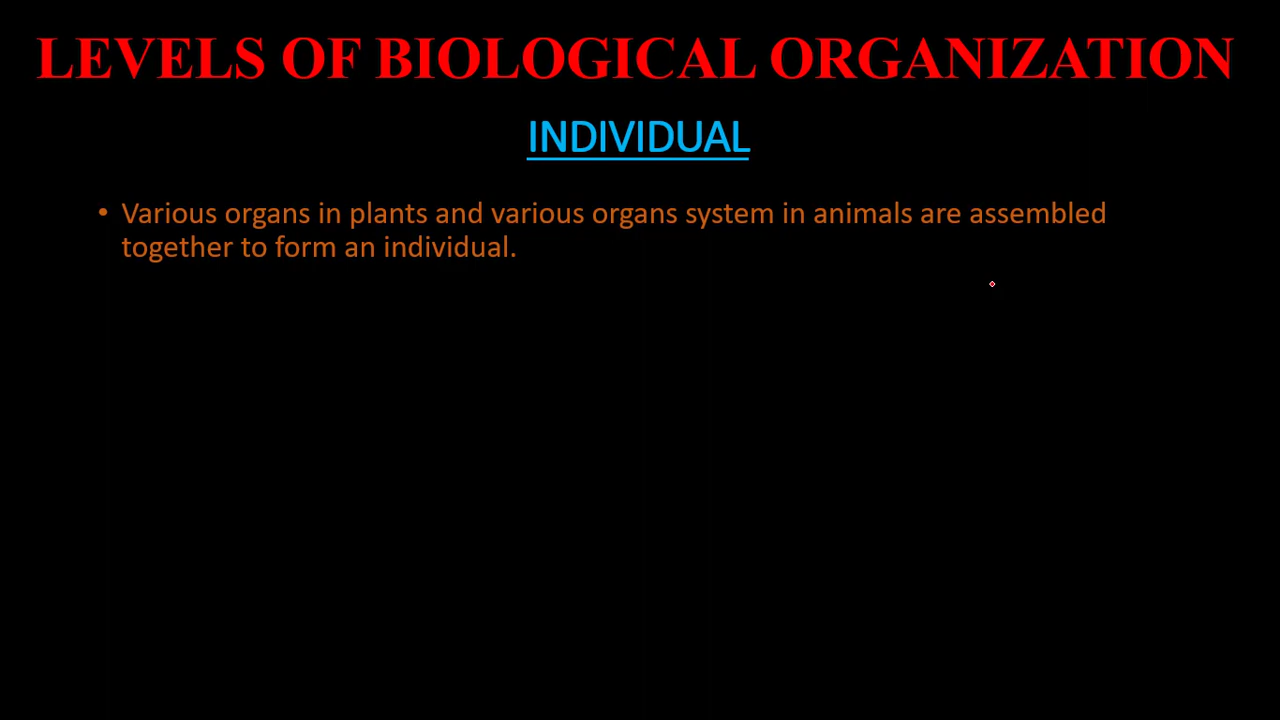 LEVELS OF BIOLOGICAL ORGANIZATION
INDIVIDUAL
• Various organs in plants and various organs system in animals are assembled
together to form an individual.